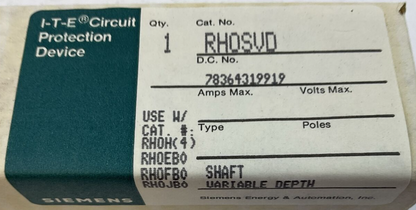 I-T-E® Circuit
Protection
Device
Qty. Cat. No.
1 RHOSVD
D.C. No.
78364319919
Amps Max. Volts Max.
USE W/
CAT. #: Type Poles
RHOH(4)
RHOEBO
RHOFBO SHAFT
RHOJBO VARIABLE DEPTH
SIEMENS Siemens Energy & Automation, Inc.